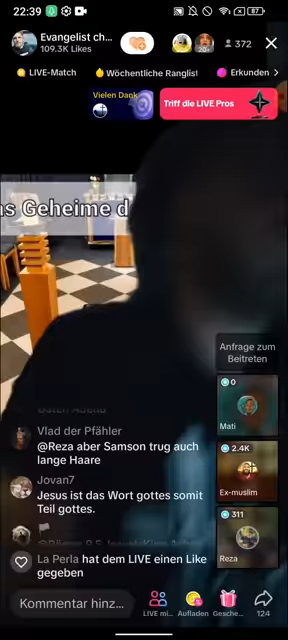 22:39
87
Evangelist ch...
109.3K Likes
20+
372
LIVE-Match
Wöchentliche Ranglist
Erkunden
Vielen Dank
Triff die LIVE Pros
as Geheime d
Anfrage zum
Beitreten
0
Mati
Vlad der Pfähler
@Reza aber Samson trug auch
lange Haare
2.4K
Ex-muslim
Jovan7
Jesus ist das Wort gottes somit
Teil gottes.
311
Reza
La Perla hat dem LIVE einen Like
gegeben
Kommentar hinz...
LIVE mi...
Aufladen
Gesche...
124